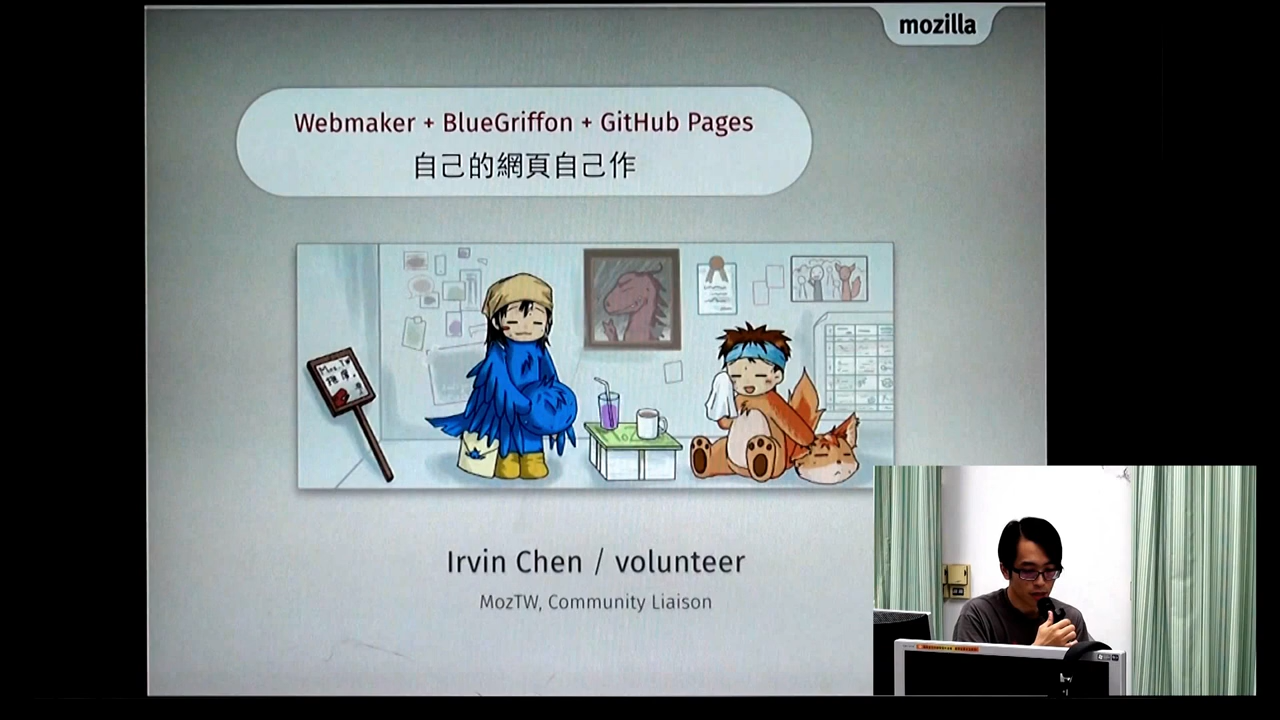 mozilla
Webmaker + BlueGriffon + GitHub Pages
自己的網頁自己作
Irvin Chen / volunteer
MozTW, Community Liaison